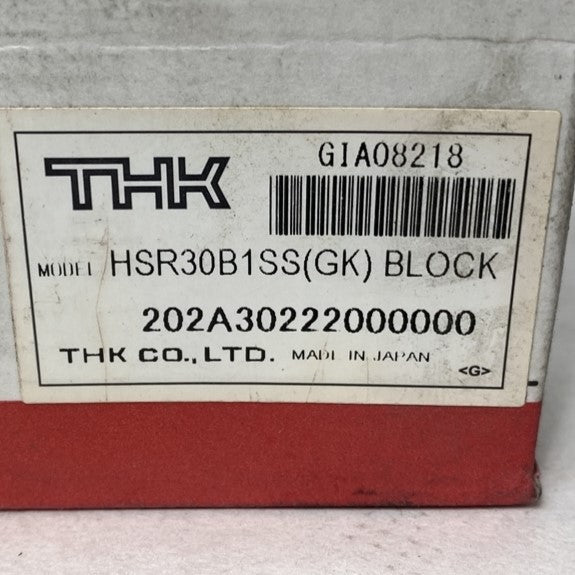 THK
GIA08218
MODEL HSR30B1SS(GK) BLOCK
202A30222000000
THK CO., LTD. MADE IN JAPAN
<G>